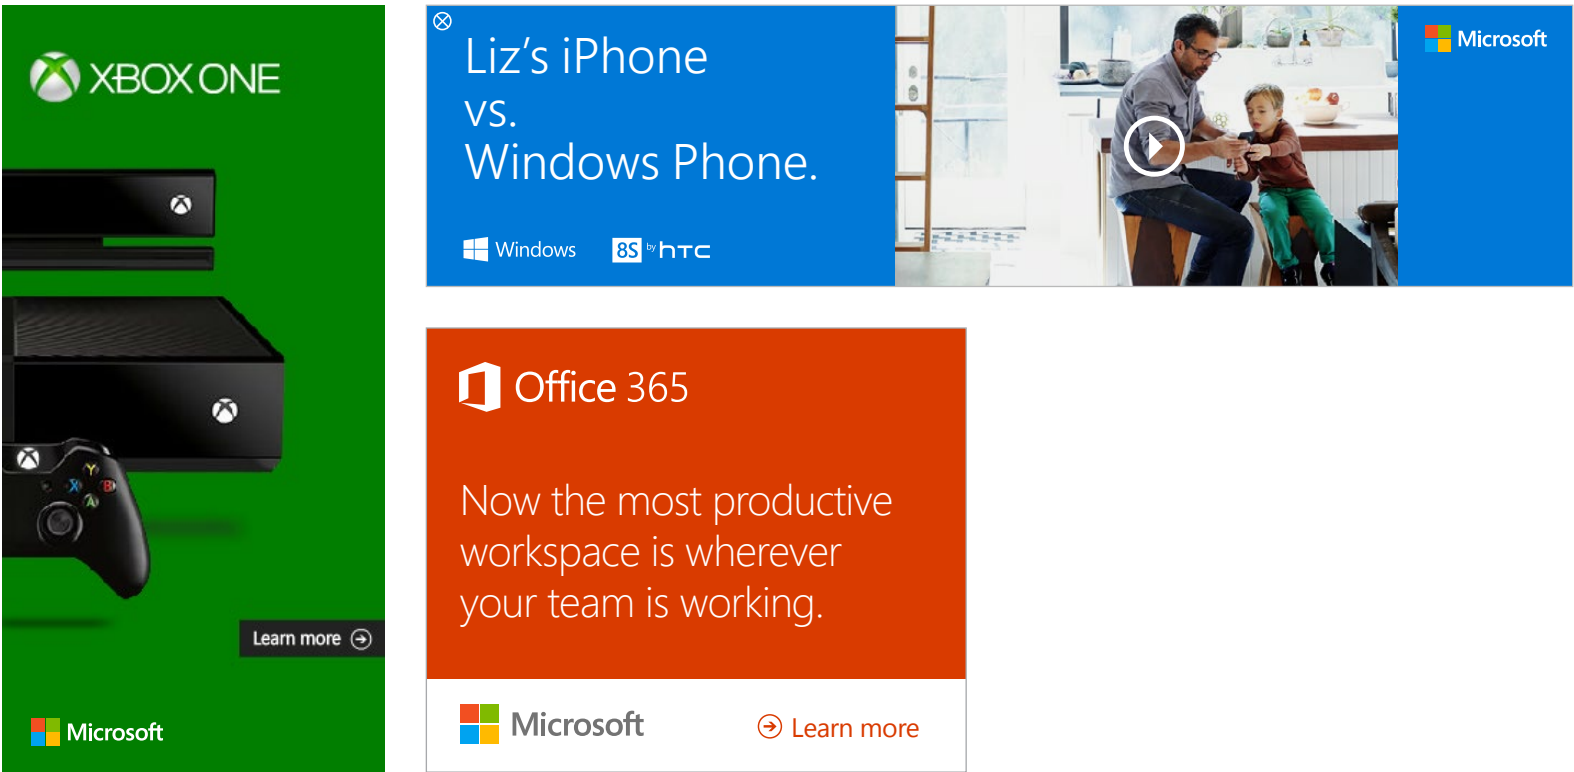 XBOX ONE
Y
X B
A
Learn more
Microsoft
Liz's iPhone
vs.
Windows Phone.
Windows 8S by hTC
Microsoft
Office 365
Now the most productive
workspace is wherever
your team is working.
Microsoft Learn more